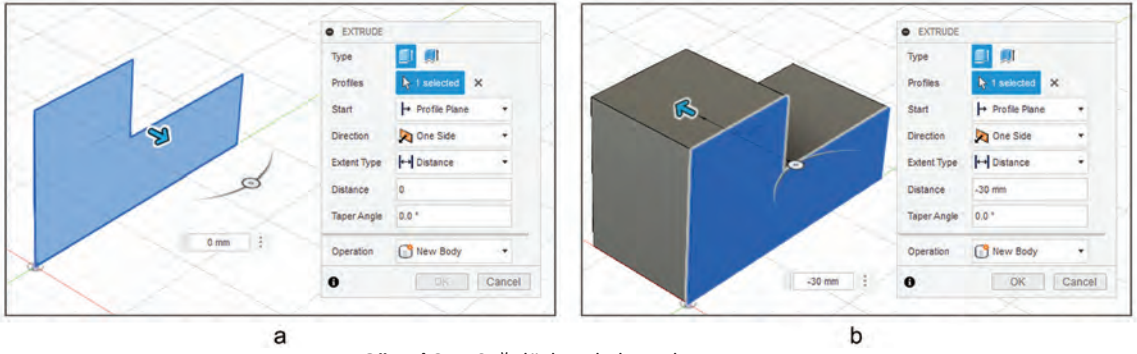 EXTRUDE
Type
Profiles 1 selected
Start Profile Plane
Direction One Side
Extent Type Distance
Distance 0
Taper Angle 0.0 °
Operation New Body
OK Cancel
0 mm
a
EXTRUDE
Type
Profiles 1 selected
Start Profile Plane
Direction One Side
Extent Type Distance
Distance -30 mm
Taper Angle 0.0 °
Operation New Body
OK Cancel
-30 mm
b